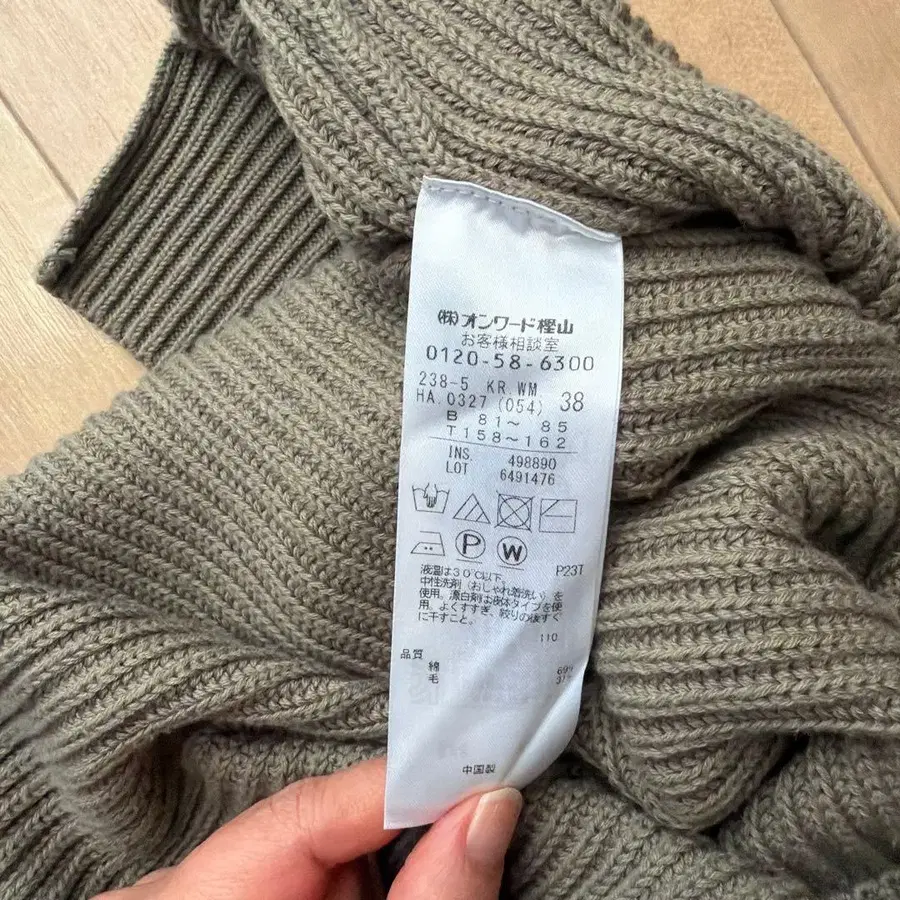 (株)オンワード樫山
お客様相談室
0120-58-6300
238-5 KR.WM
HA.0327 (054) 38
B 81〜 85
T158〜162
INS. 498890
LOT 6491476
P
W
P23T
液温は30℃以下、
中性洗剤(おしゃれ着洗い)を
使用。漂白剤は液体タイプを使
用。よくすすぎ、絞りの後すぐ
に干すこと。
110
品質
綿
毛
中国製